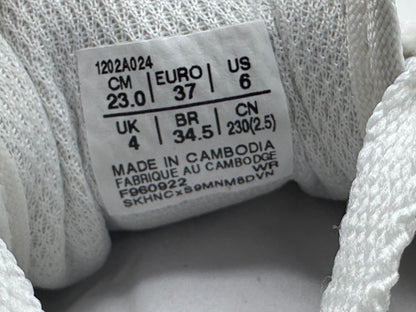 1202A024
CM EURO US
23.0 37 6
UK BR CN
4 34.5 230(2.5)
MADE IN CAMBODIA
FABRIQUE AU CAMBODGE
F960922 WR
SKHNCxS9MNM8DVN